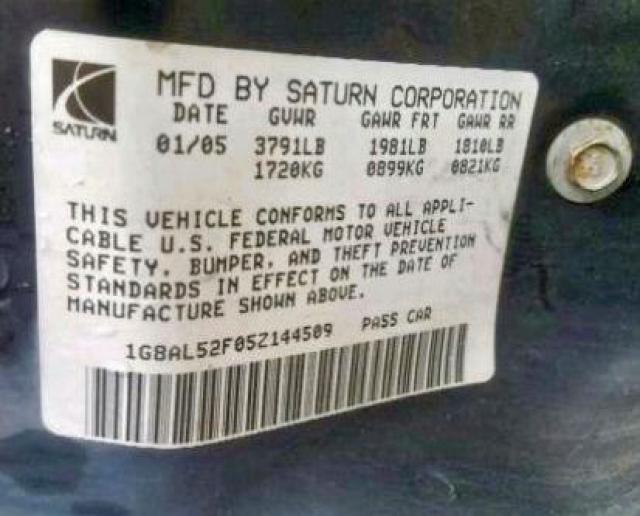 SATURN
MFD BY SATURN CORPORATION
DATE GVWR GAWR FRT GAWR RR
01/05 3791LB 1981LB 1810LB
1720KG 0899KG 0821KG
THIS VEHICLE CONFORMS TO ALL APPLI-
CABLE U.S. FEDERAL MOTOR VEHICLE
SAFETY, BUMPER, AND THEFT PREVENTION
STANDARDS IN EFFECT ON THE DATE OF
MANUFACTURE SHOWN ABOVE.
1G8AL52F05Z144509 PASS CAR